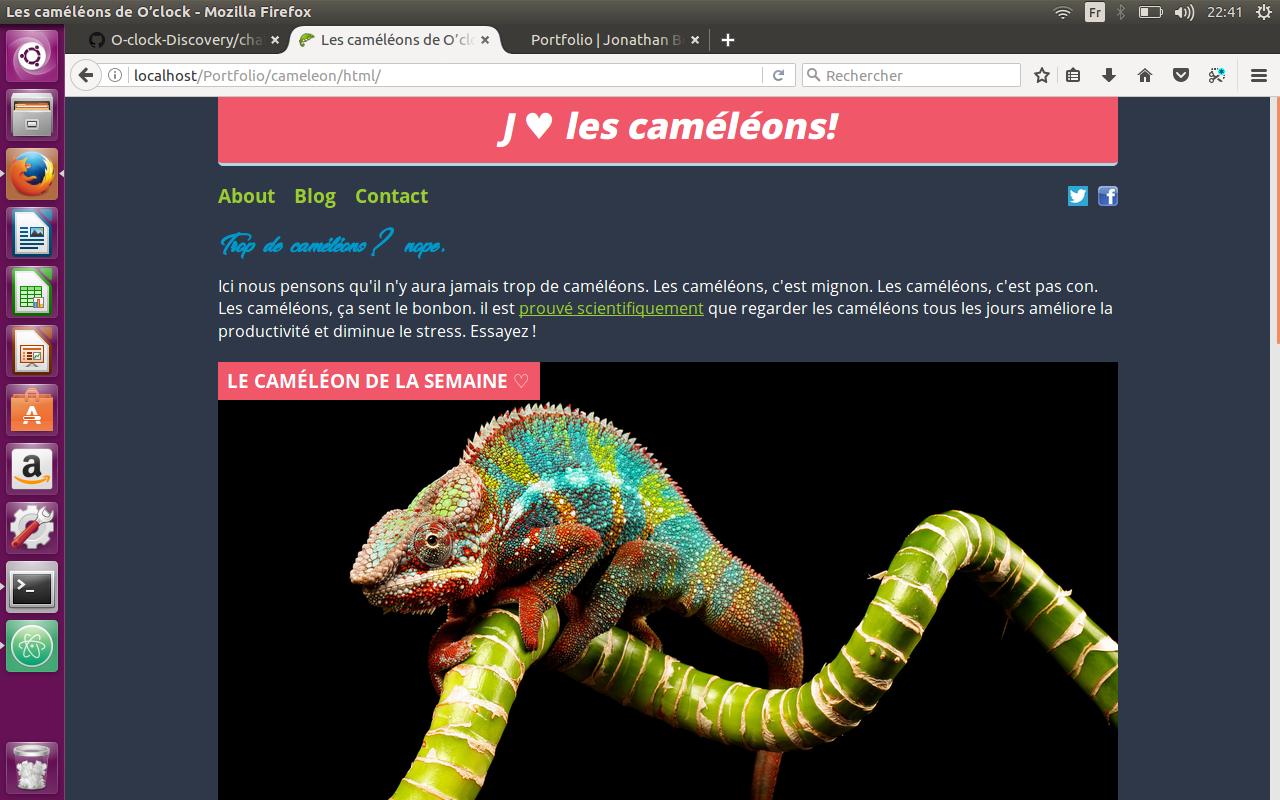 Les caméléons de O'clock - Mozilla Firefox
Fr
22:41
O-clock-Discovery/cha
Les caméléons de O'cl
Portfolio | Jonathan B
localhost/Portfolio/cameleon/html/
Rechercher
J ♥ les caméléons!
About Blog Contact
Trop de caméléons ? nope.
Ici nous pensons qu'il n'y aura jamais trop de caméléons. Les caméléons, c'est mignon. Les caméléons, c'est pas con.
Les caméléons, ça sent le bonbon. il est prouvé scientifiquement que regarder les caméléons tous les jours améliore la
productivité et diminue le stress. Essayez !
LE CAMÉLÉON DE LA SEMAINE ♡